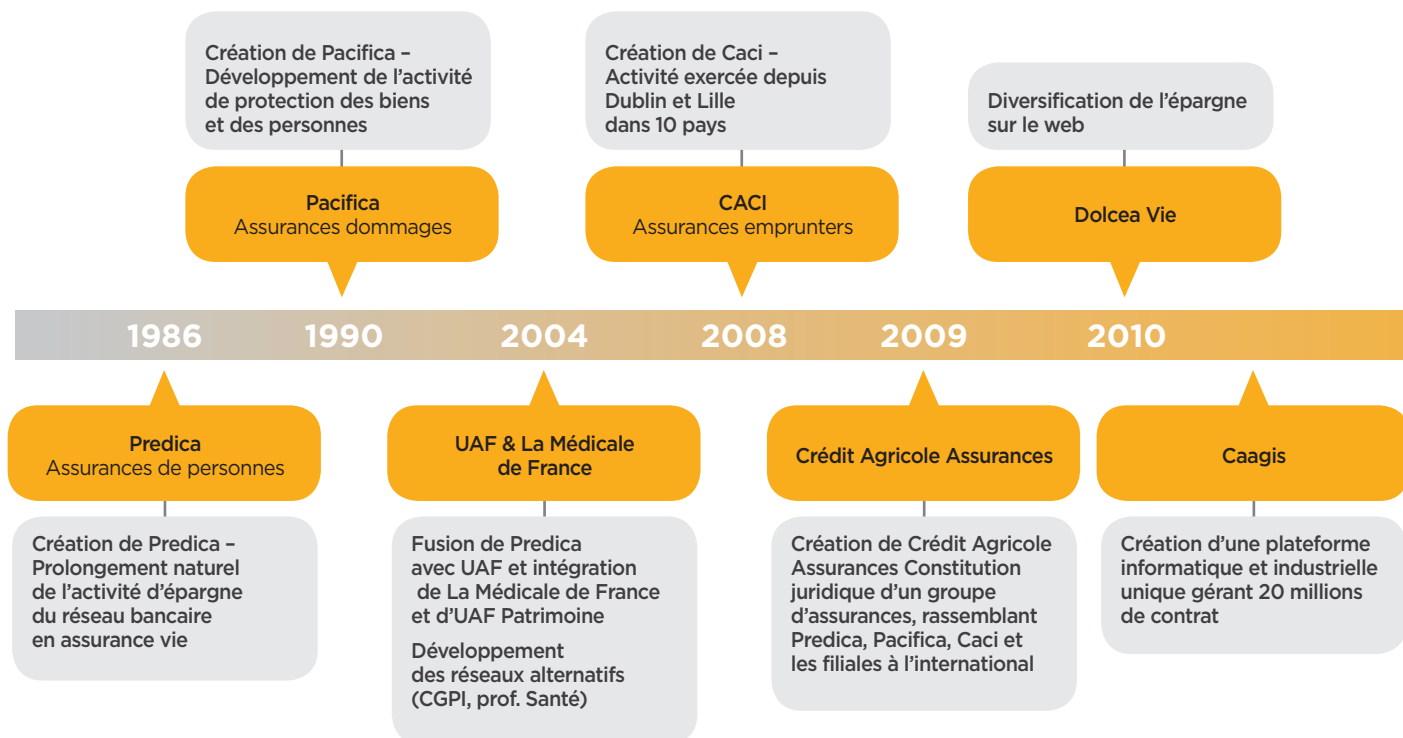 Création de Pacifica –
Développement de l’activité
de protection des biens
et des personnes
Création de Caci –
Activité exercée depuis
Dublin et Lille
dans 10 pays
Diversification de l’épargne
sur le web
Pacifica
Assurances dommages
CACI
Assurances emprunters
Dolcea Vie
1986
1990
2004
2008
2009
2010
Predica
Assurances de personnes
UAF & La Médicale
de France
Crédit Agricole Assurances
Caagis
Création de Predica –
Prolongement naturel
de l’activité d’épargne
du réseau bancaire
en assurance vie
Fusion de Predica
avec UAF et intégration
de La Médicale de France
et d’UAF Patrimoine
Développement
des réseaux alternatifs
(CGPI, prof. Santé)
Création de Crédit Agricole
Assurances Constitution
juridique d’un groupe
d’assurances, rassemblant
Predica, Pacifica, Caci et
les filiales à l’international
Création d’une plateforme
informatique et industrielle
unique gérant 20 millions
de contrat